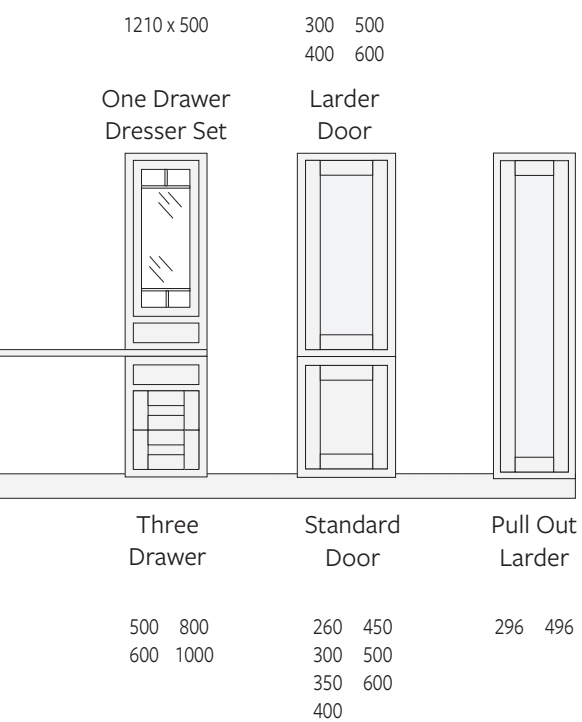 1210 x 500
300 500
400 600
One Drawer
Dresser Set
Larder
Door
Three
Drawer
Standard
Door
Pull Out
Larder
500 800
600 1000
260 450
300 500
350 600
400
296 496